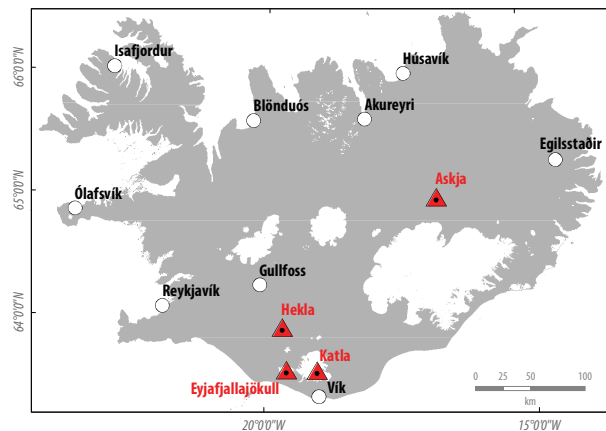 66°0'0"N
Isafjordur
Húsavík
Blönduós
Akureyri
Egilsstaðir
65°0'0"N
Askja
Ólafsvík
Gullfoss
64°0'0"N
Reykjavík
Hekla
Katla
Eyjafjallajökull
Vík
0 25 50 100
km
20°0'0"W
15°0'0"W